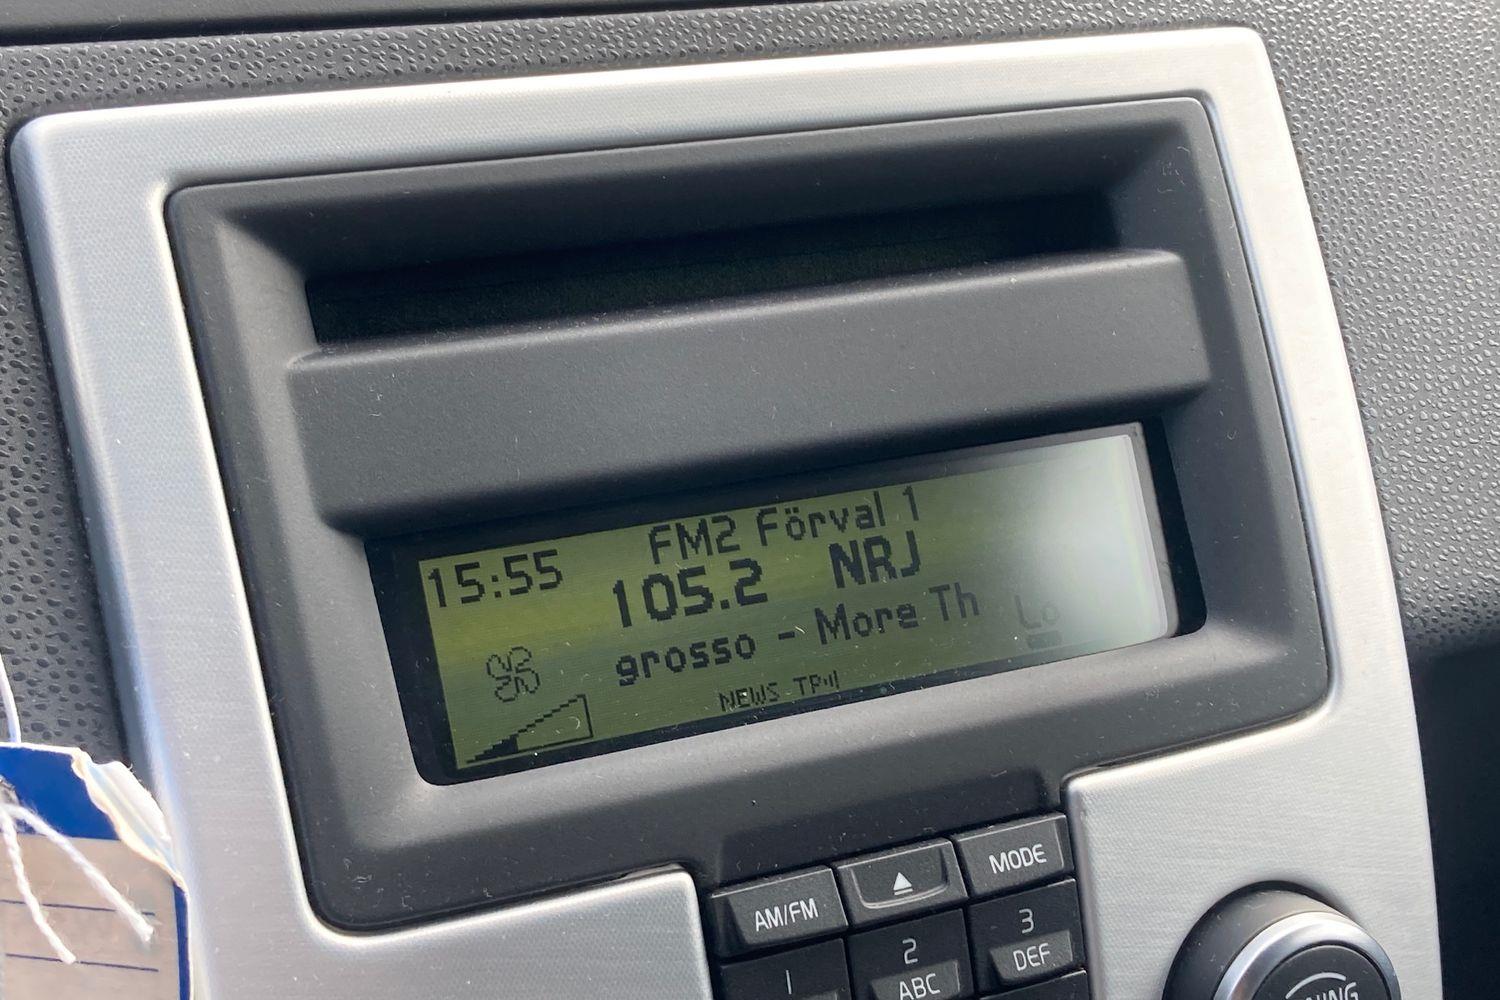 FM2 Förval 1
15:55 105.2 NRJ
grosso - More Th
Lo
NEWS TP
AM/FM
MODE
1
2
ABC
3
DEF